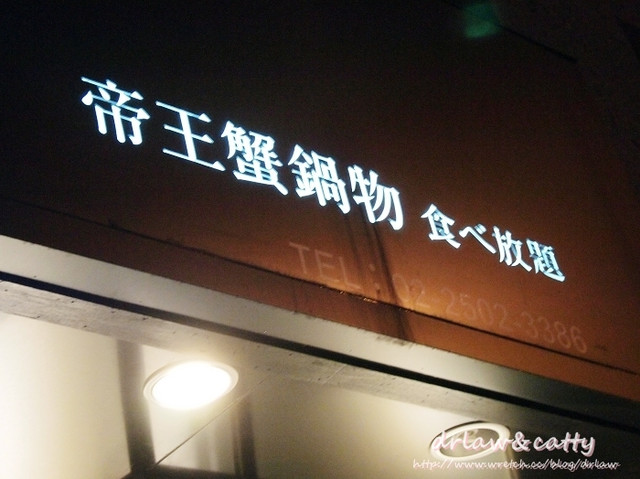 帝王蟹鍋物 食べ放題
TEL：02-2502-3386
drlaw&catty
http://www.wretch.cc/blog/drlaw